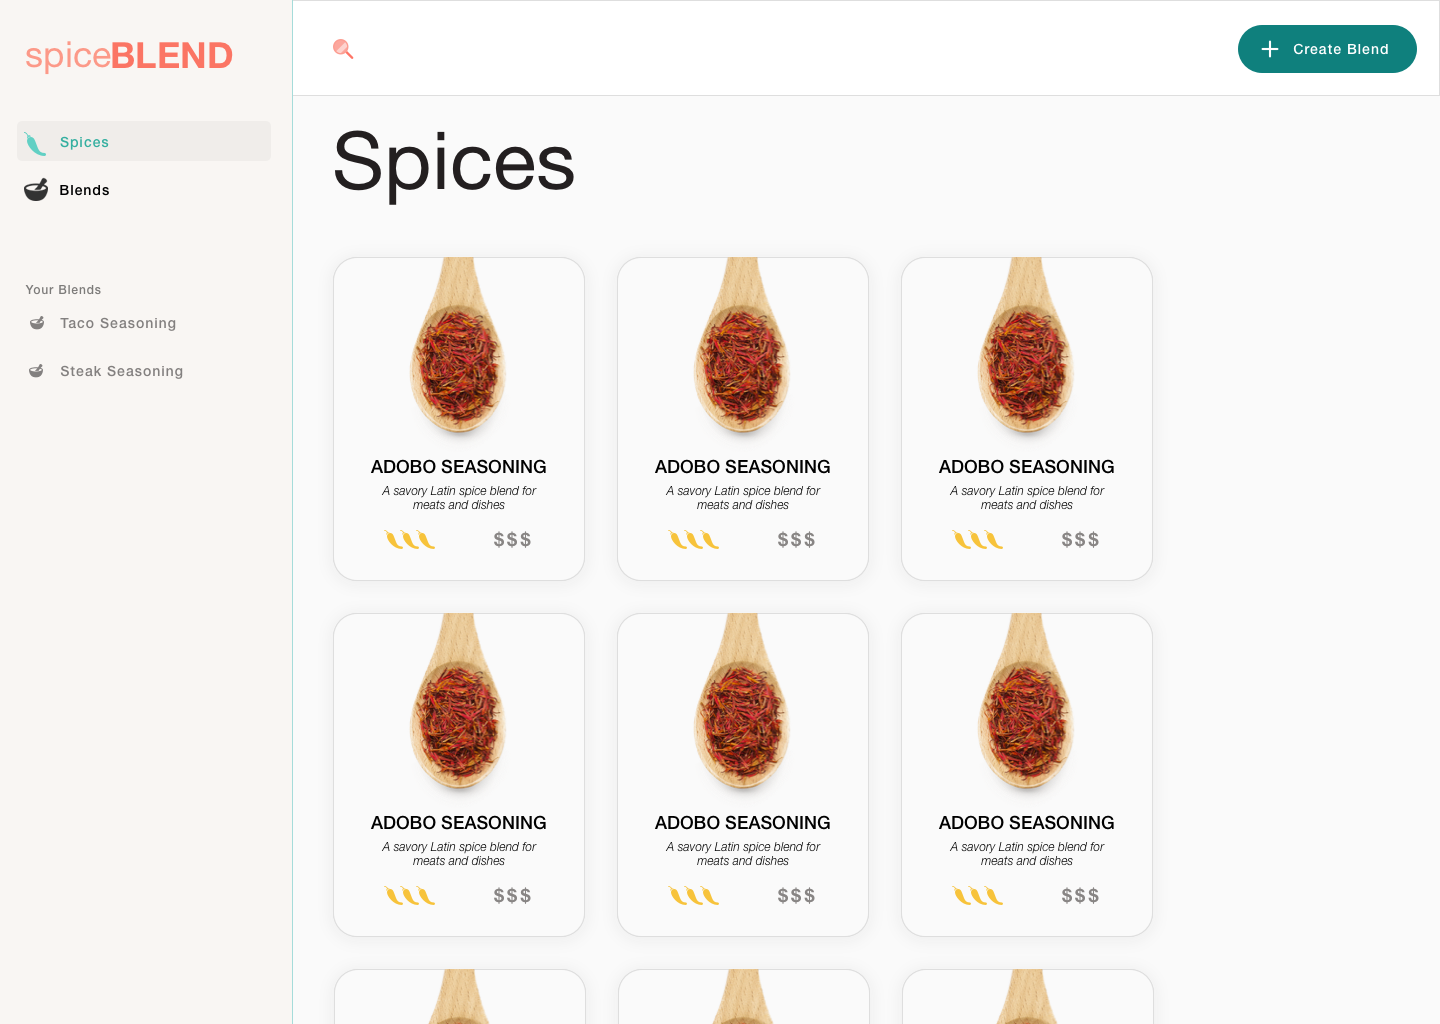 spiceBLEND
Create Blend
Spices
Blends
Your Blends
Taco Seasoning
Steak Seasoning
Spices
ADOBO SEASONING
A savory Latin spice blend for
meats and dishes
$$$
ADOBO SEASONING
A savory Latin spice blend for
meats and dishes
$$$
ADOBO SEASONING
A savory Latin spice blend for
meats and dishes
$$$
ADOBO SEASONING
A savory Latin spice blend for
meats and dishes
$$$
ADOBO SEASONING
A savory Latin spice blend for
meats and dishes
$$$
ADOBO SEASONING
A savory Latin spice blend for
meats and dishes
$$$